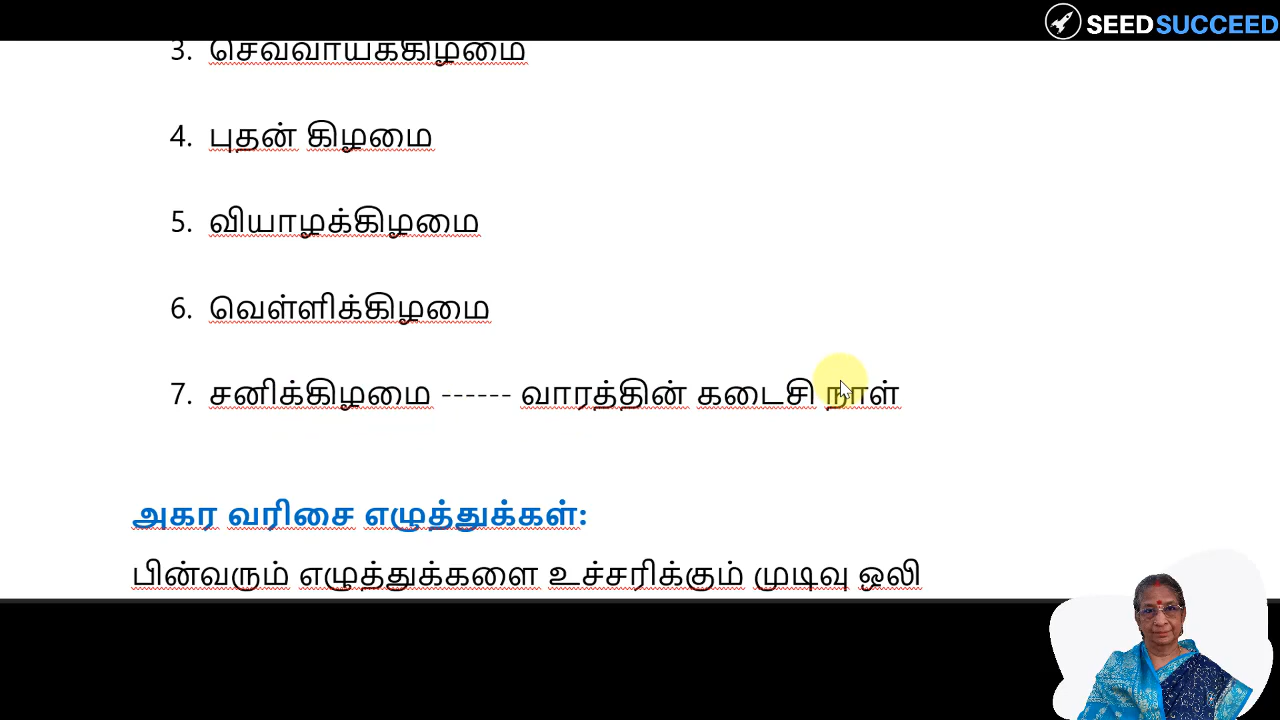 SEEDSUCCEED
3. செவ்வாய்க்கிழமை
4. புதன் கிழமை
5. வியாழக்கிழமை
6. வெள்ளிக்கிழமை
7. சனிக்கிழமை ------ வாரத்தின் கடைசி நாள்
அகர வரிசை எழுத்துக்கள்:
பின்வரும் எழுத்துக்களை உச்சரிக்கும் முடிவு ஒலி